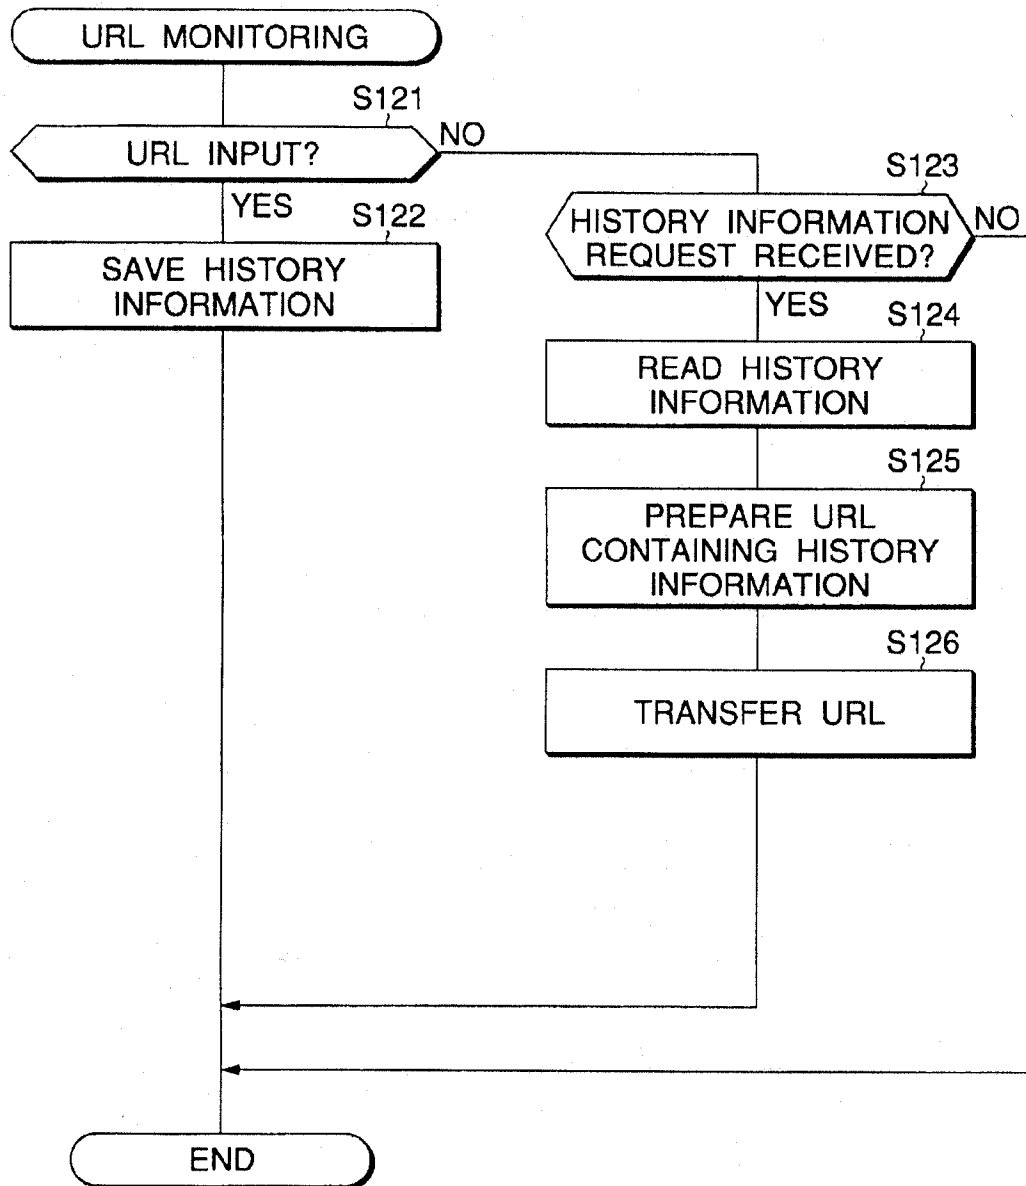 URL MONITORING
S121
URL INPUT?
NO
YES
S122
SAVE HISTORY
INFORMATION
S123
HISTORY INFORMATION
REQUEST RECEIVED?
NO
YES
S124
READ HISTORY
INFORMATION
S125
PREPARE URL
CONTAINING HISTORY
INFORMATION
S126
TRANSFER URL
END